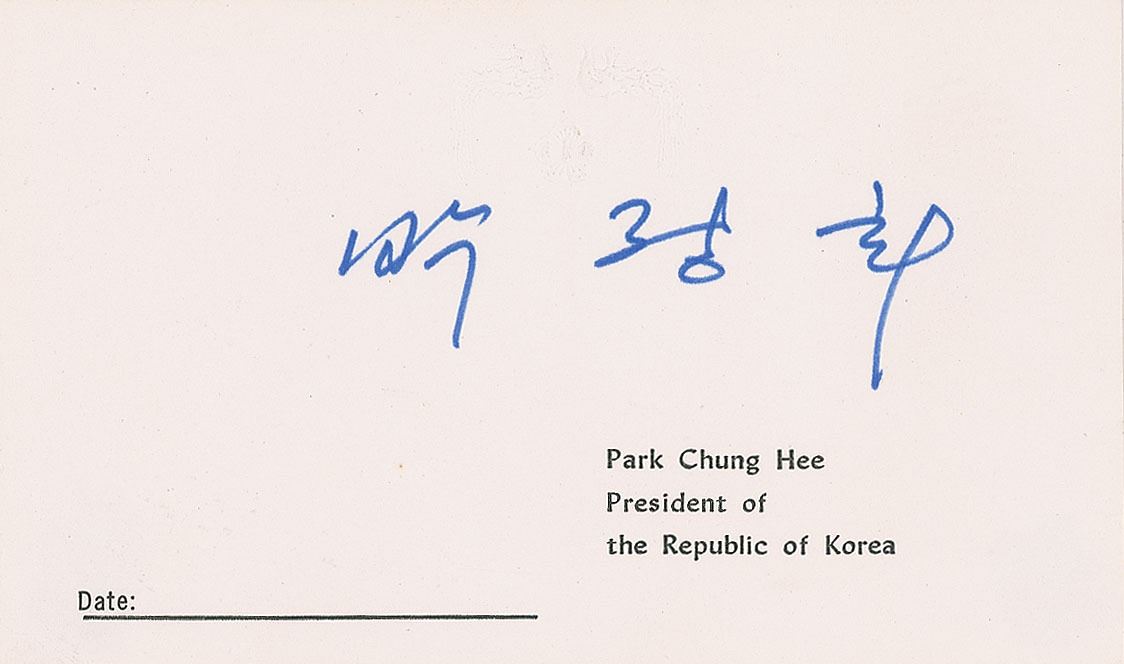 박정희
Park Chung Hee
President of
the Republic of Korea
Date: